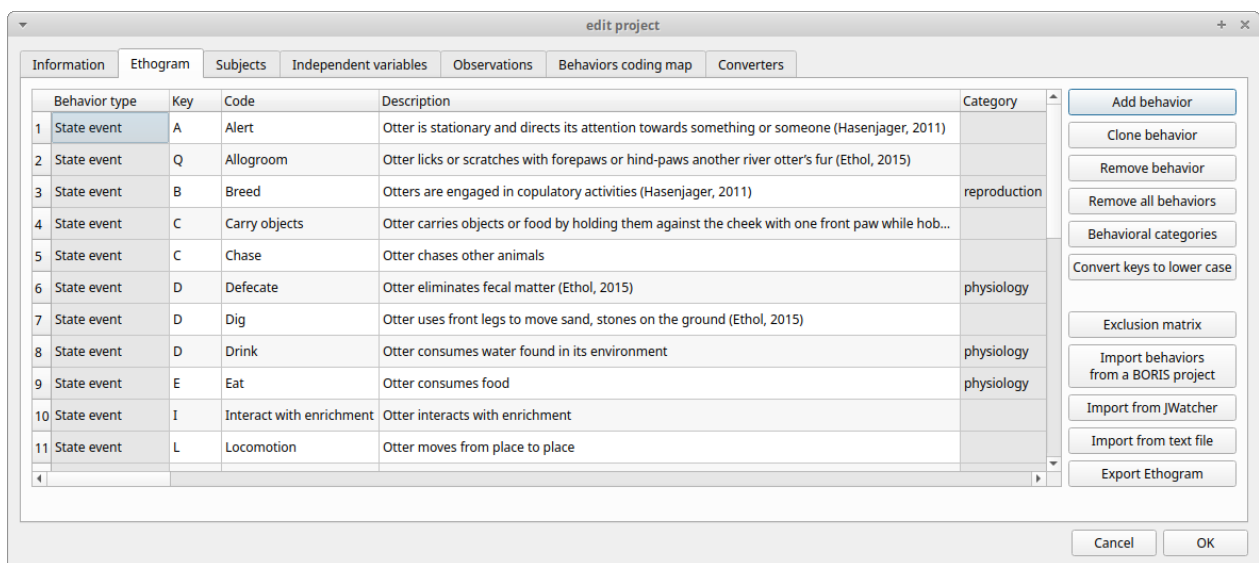 edit project
Information Ethogram Subjects Independent variables Observations Behaviors coding map Converters
Behavior type Key Code Description Category
1 State event A Alert Otter is stationary and directs its attention towards something or someone (Hasenjager, 2011)
2 State event Q Allogroom Otter licks or scratches with forepaws or hind-paws another river otter’s fur (Ethol, 2015)
3 State event B Breed Otters are engaged in copulatory activities (Hasenjager, 2011) reproduction
4 State event C Carry objects Otter carries objects or food by holding them against the cheek with one front paw while hob...
5 State event C Chase Otter chases other animals
6 State event D Defecate Otter eliminates fecal matter (Ethol, 2015) physiology
7 State event D Dig Otter uses front legs to move sand, stones on the ground (Ethol, 2015)
8 State event D Drink Otter consumes water found in its environment physiology
9 State event E Eat Otter consumes food physiology
10 State event I Interact with enrichment Otter interacts with enrichment
11 State event L Locomotion Otter moves from place to place
Add behavior
Clone behavior
Remove behavior
Remove all behaviors
Behavioral categories
Convert keys to lower case
Exclusion matrix
Import behaviors
from a BORIS project
Import from JWatcher
Import from text file
Export Ethogram
Cancel OK